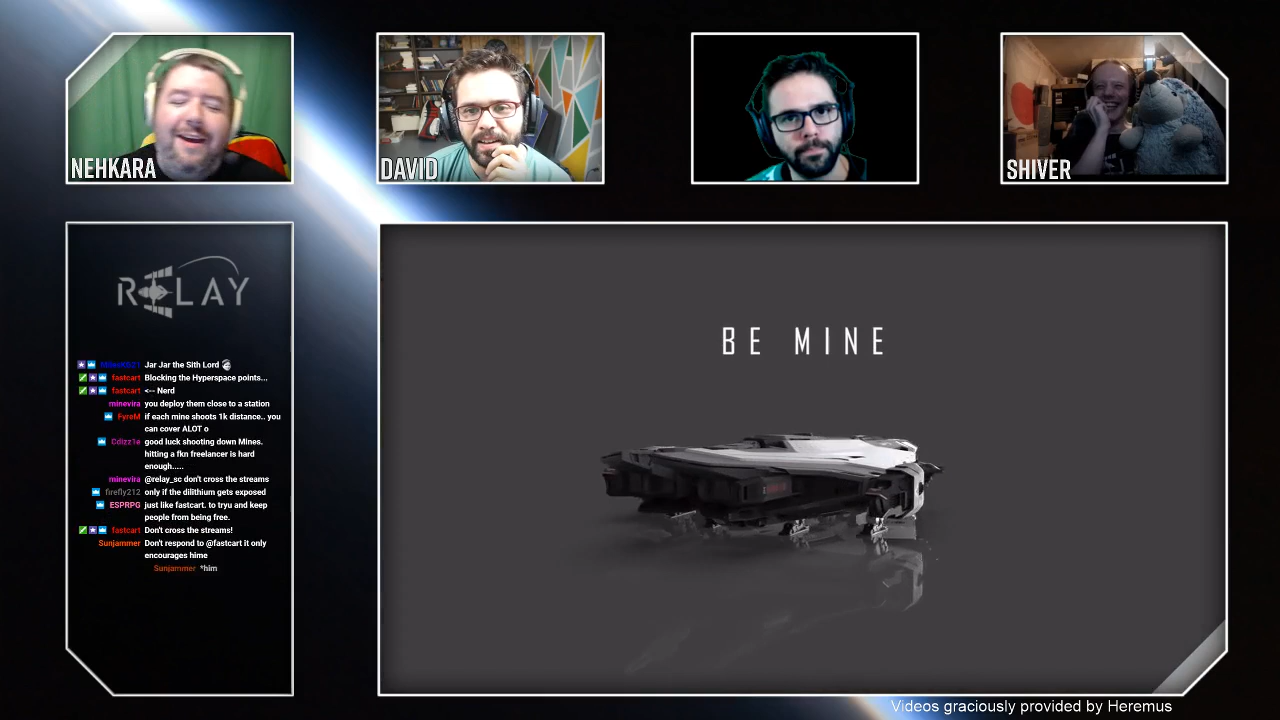 NEHKARA
DAVID
SHIVER
RELAY
BE MINE
Jar Jar the Sith Lord
fastcart Blocking the Hyperspace points...
fastcart <-- Nerd
minevira you deploy them close to a station
FyroM if each mine shoots 1k distance.. you
can cover ALOT o
Cdizz1e good luck shooting down Mines.
hitting a fkn freelancer is hard
enough.....
minevira @relay_sc don't cross the streams
firefly212 only if the dilithium gets exposed
ESPRPG just like fastcart. to tryu and keep
people from being free.
fastcart Don't cross the streams!
Sunjammer Don't respond to @fastcart it only
encourages hime
Sunjammer *him
Videos graciously provided by Heremus